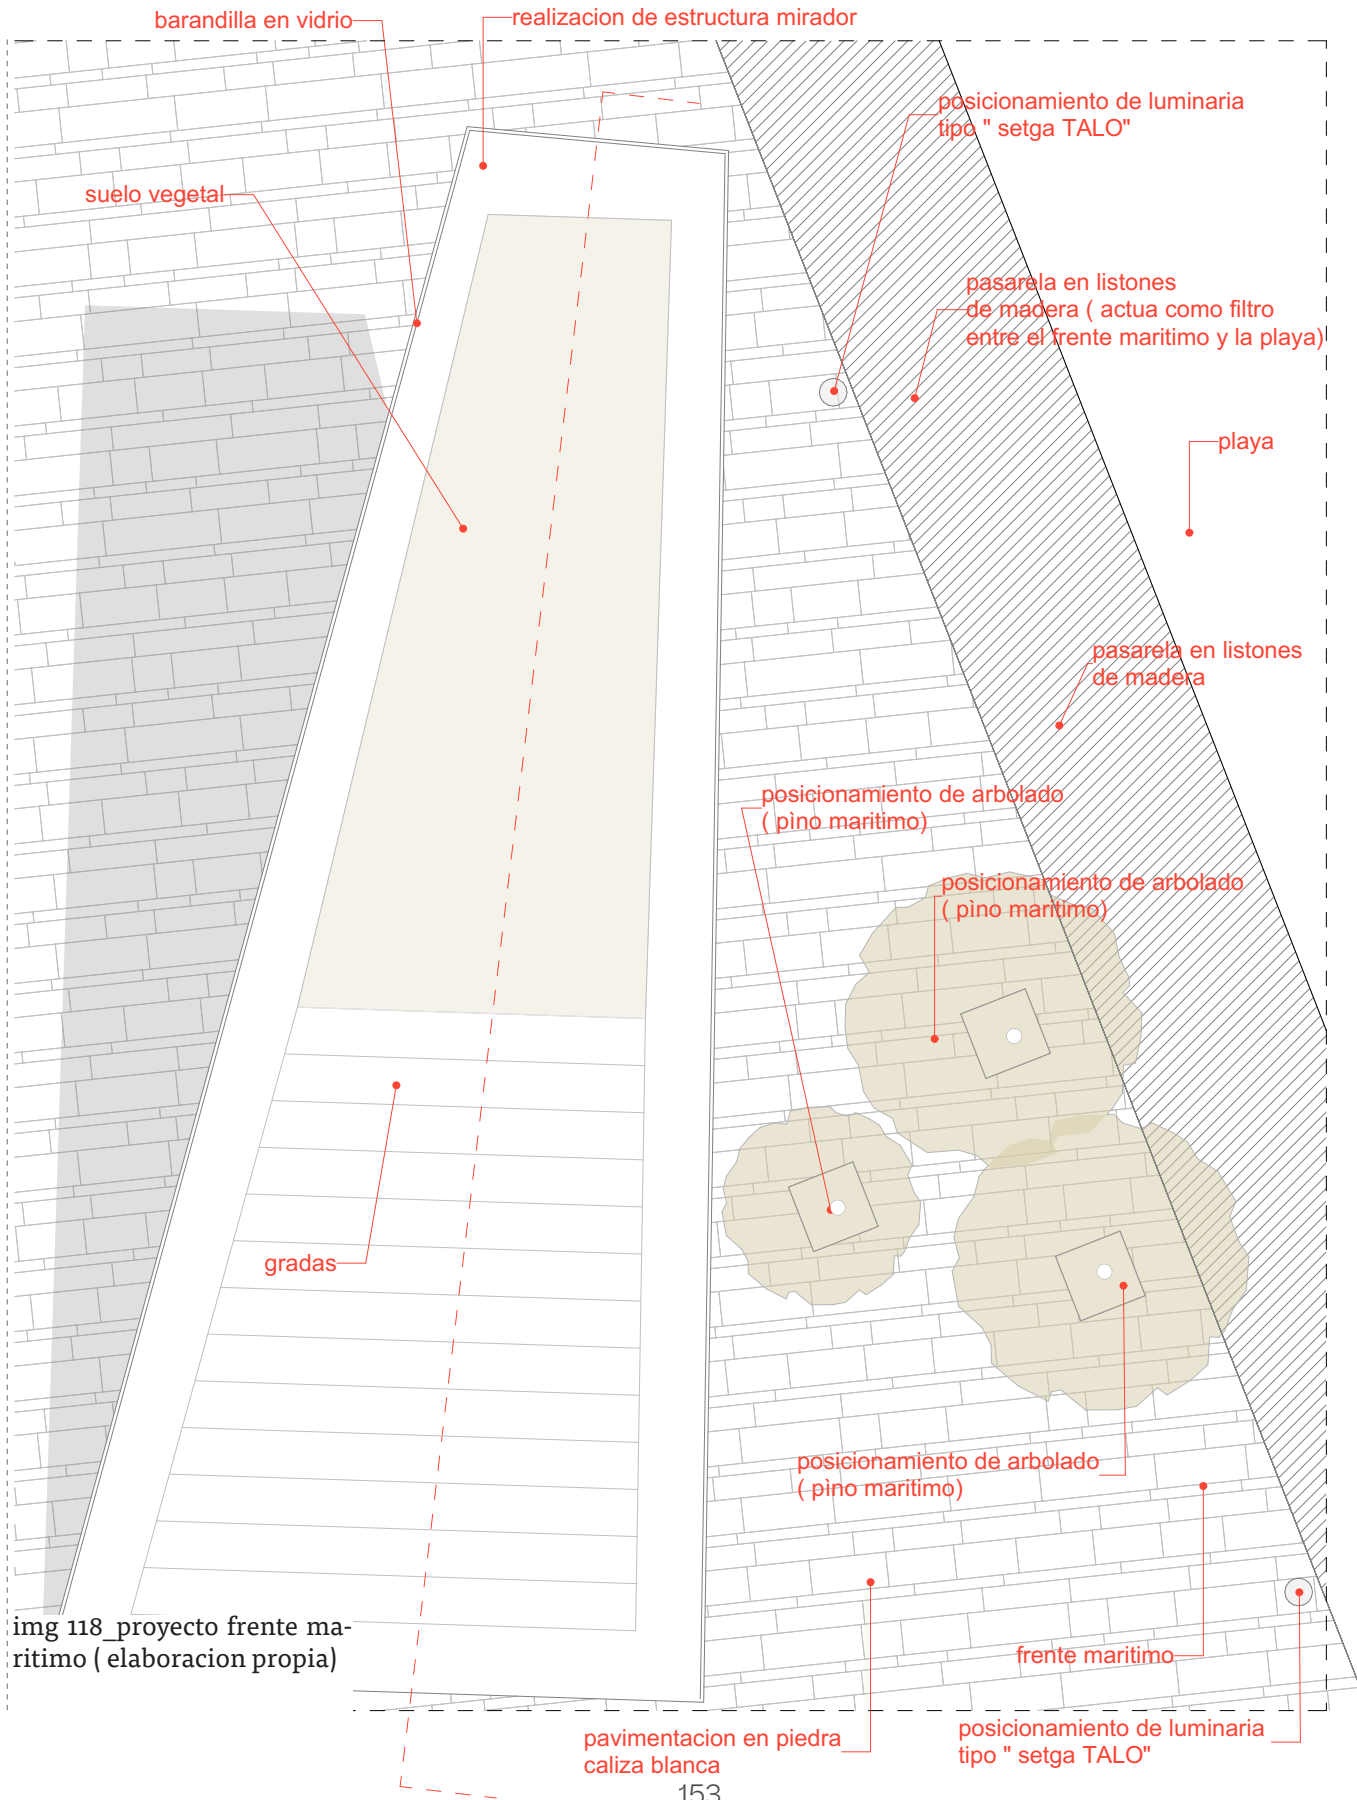 barandilla en vidrio
realizacion de estructura mirador
posicionamiento de luminaria
tipo " setga TALO"
suelo vegetal
pasarela en listones
de madera ( actua como filtro
entre el frente maritimo y la playa)
playa
pasarela en listones
de madera
posicionamiento de arbolado
( pìno maritimo)
posicionamiento de arbolado
( pìno maritimo)
gradas
posicionamiento de arbolado
( pìno maritimo)
img 118_proyecto frente ma-
ritimo ( elaboracion propia)
frente maritimo
pavimentacion en piedra
caliza blanca
posicionamiento de luminaria
tipo " setga TALO"
153